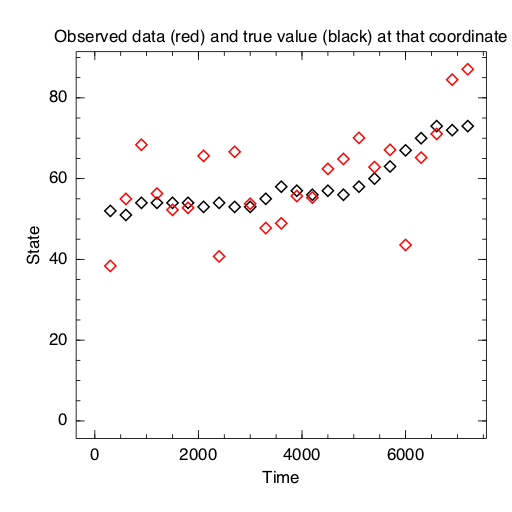 Observed data (red) and true value (black) at that coordinate
80
60
40
20
0
State
0 2000 4000 6000
Time